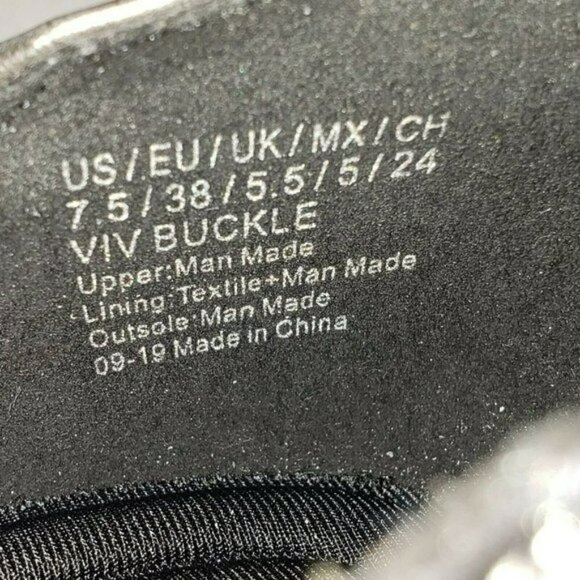 US/EU/UK/MX/CH
7.5/38/5.5/5/24
VIV BUCKLE
Upper:Man Made
Lining:Textile+Man Made
Outsole:Man Made
09-19 Made in China